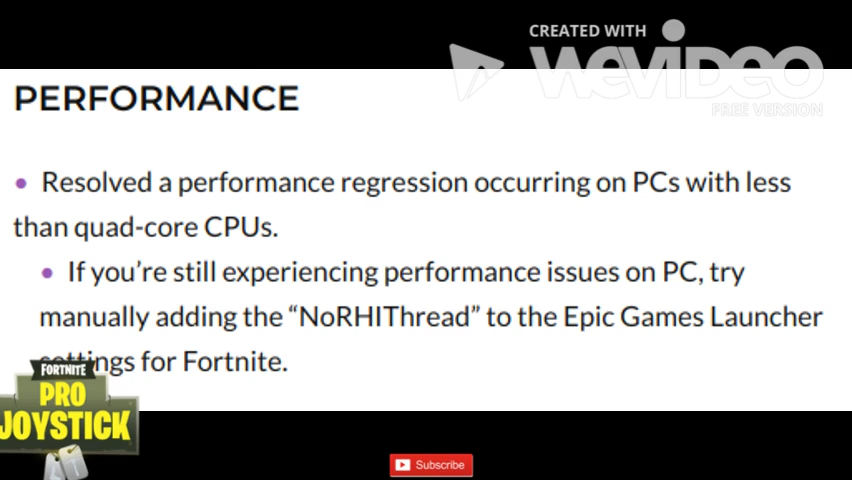 CREATED WITH
WeVideo
FREE VERSION
PERFORMANCE
Resolved a performance regression occurring on PCs with less
than quad-core CPUs.
If you’re still experiencing performance issues on PC, try
manually adding the “NoRHIThread” to the Epic Games Launcher
settings for Fortnite.
FORTNITE
PRO
JOYSTICK
Subscribe